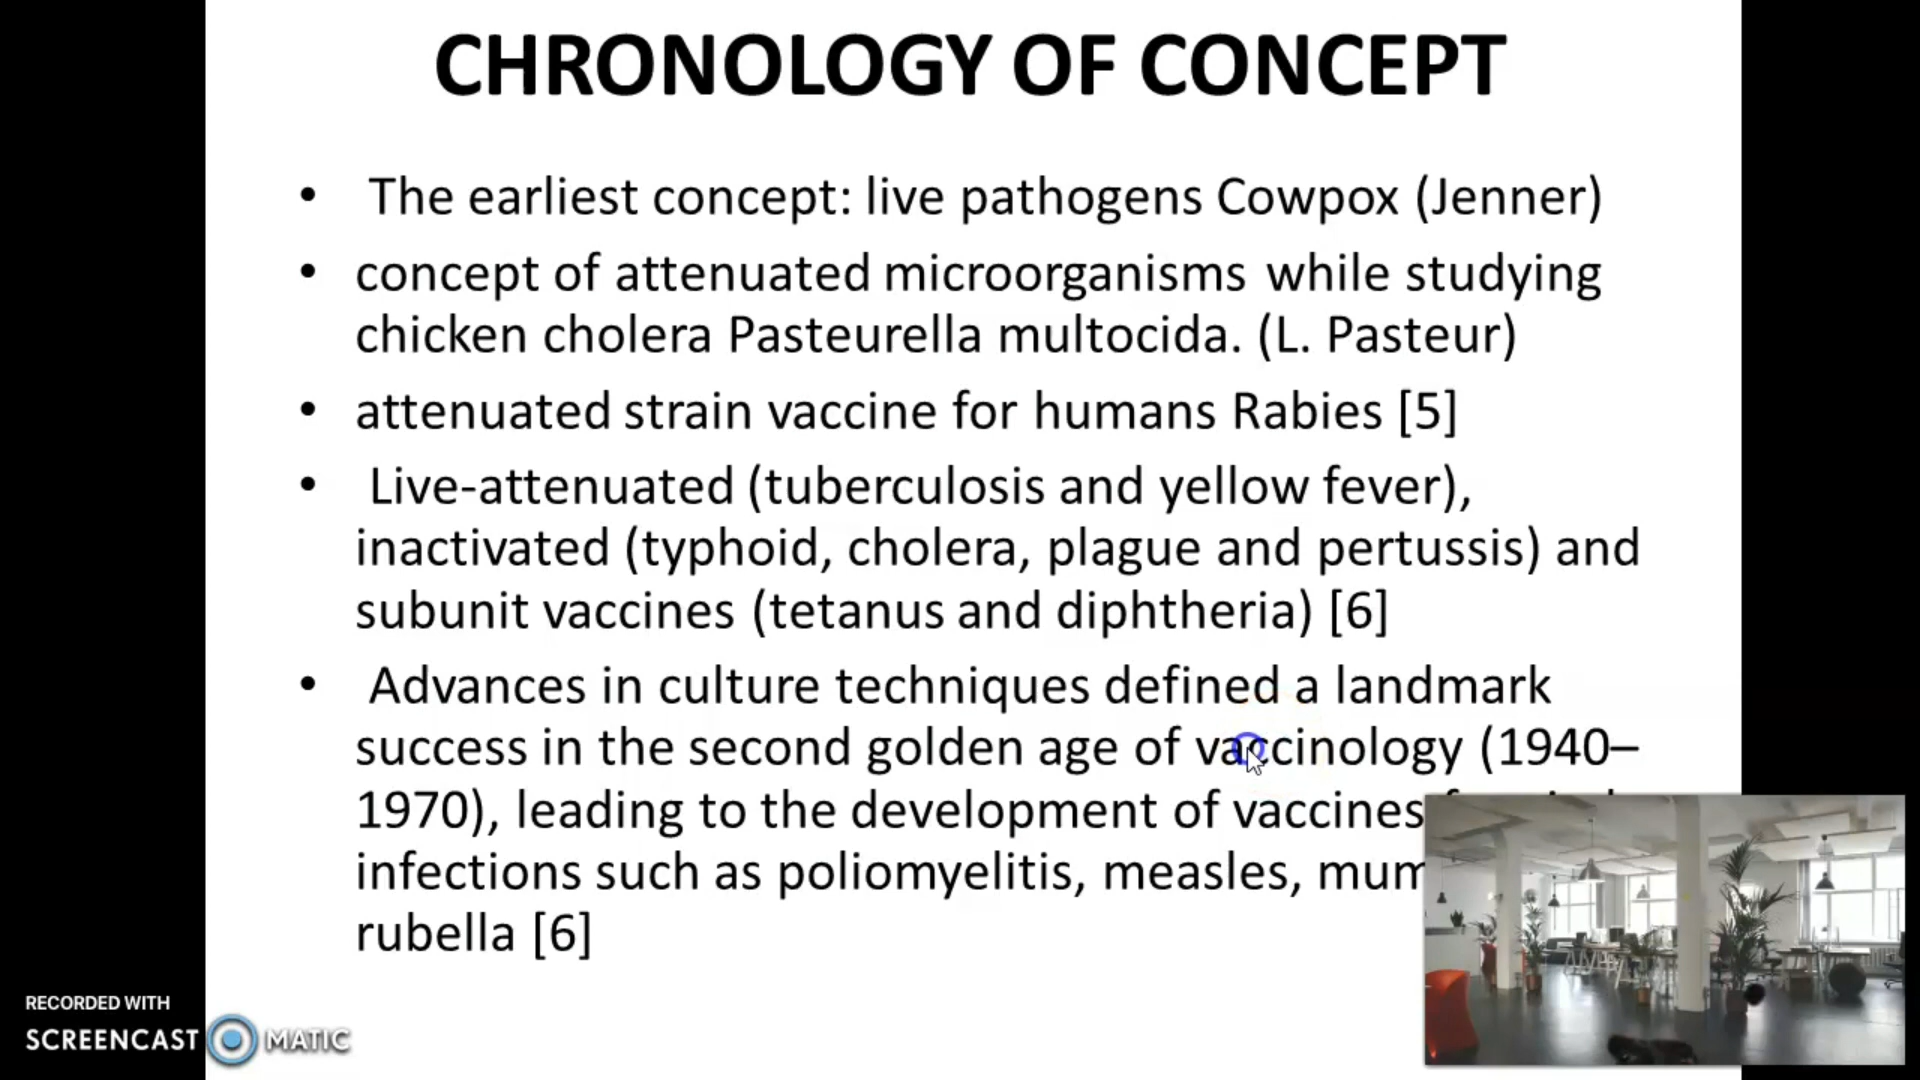 CHRONOLOGY OF CONCEPT
• The earliest concept: live pathogens Cowpox (Jenner)
• concept of attenuated microorganisms while studying
chicken cholera Pasteurella multocida. (L. Pasteur)
• attenuated strain vaccine for humans Rabies [5]
• Live-attenuated (tuberculosis and yellow fever),
inactivated (typhoid, cholera, plague and pertussis) and
subunit vaccines (tetanus and diphtheria) [6]
• Advances in culture techniques defined a landmark
success in the second golden age of vaccinology (1940–
1970), leading to the development of vaccines
infections such as poliomyelitis, measles,
rubella [6]
RECORDED WITH
SCREENCAST MATIC